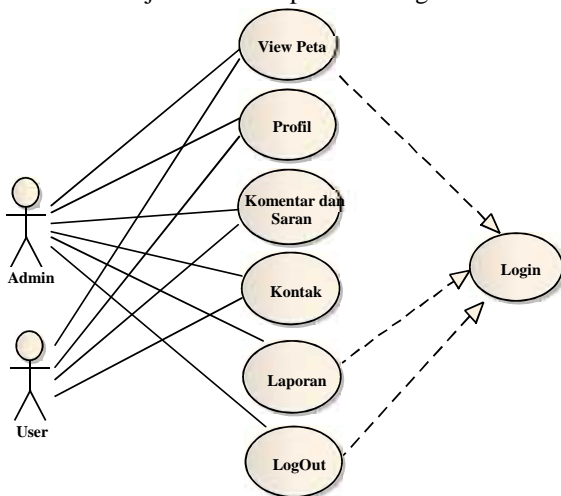 View Peta
Profil
Komentar dan
Saran
Admin
Kontak
Login
Laporan
User
LogOut